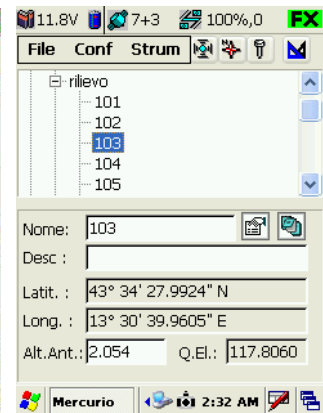 11.8V 7+3 100%,0 FX
File Conf Strum
rilievo
101
102
103
104
105
Nome: 103
Desc :
Latit. : 43° 34' 27.9924" N
Long. : 13° 30' 39.9605" E
Alt.Ant.: 2.054 Q.El.: 117.8060
Mercurio 2:32 AM